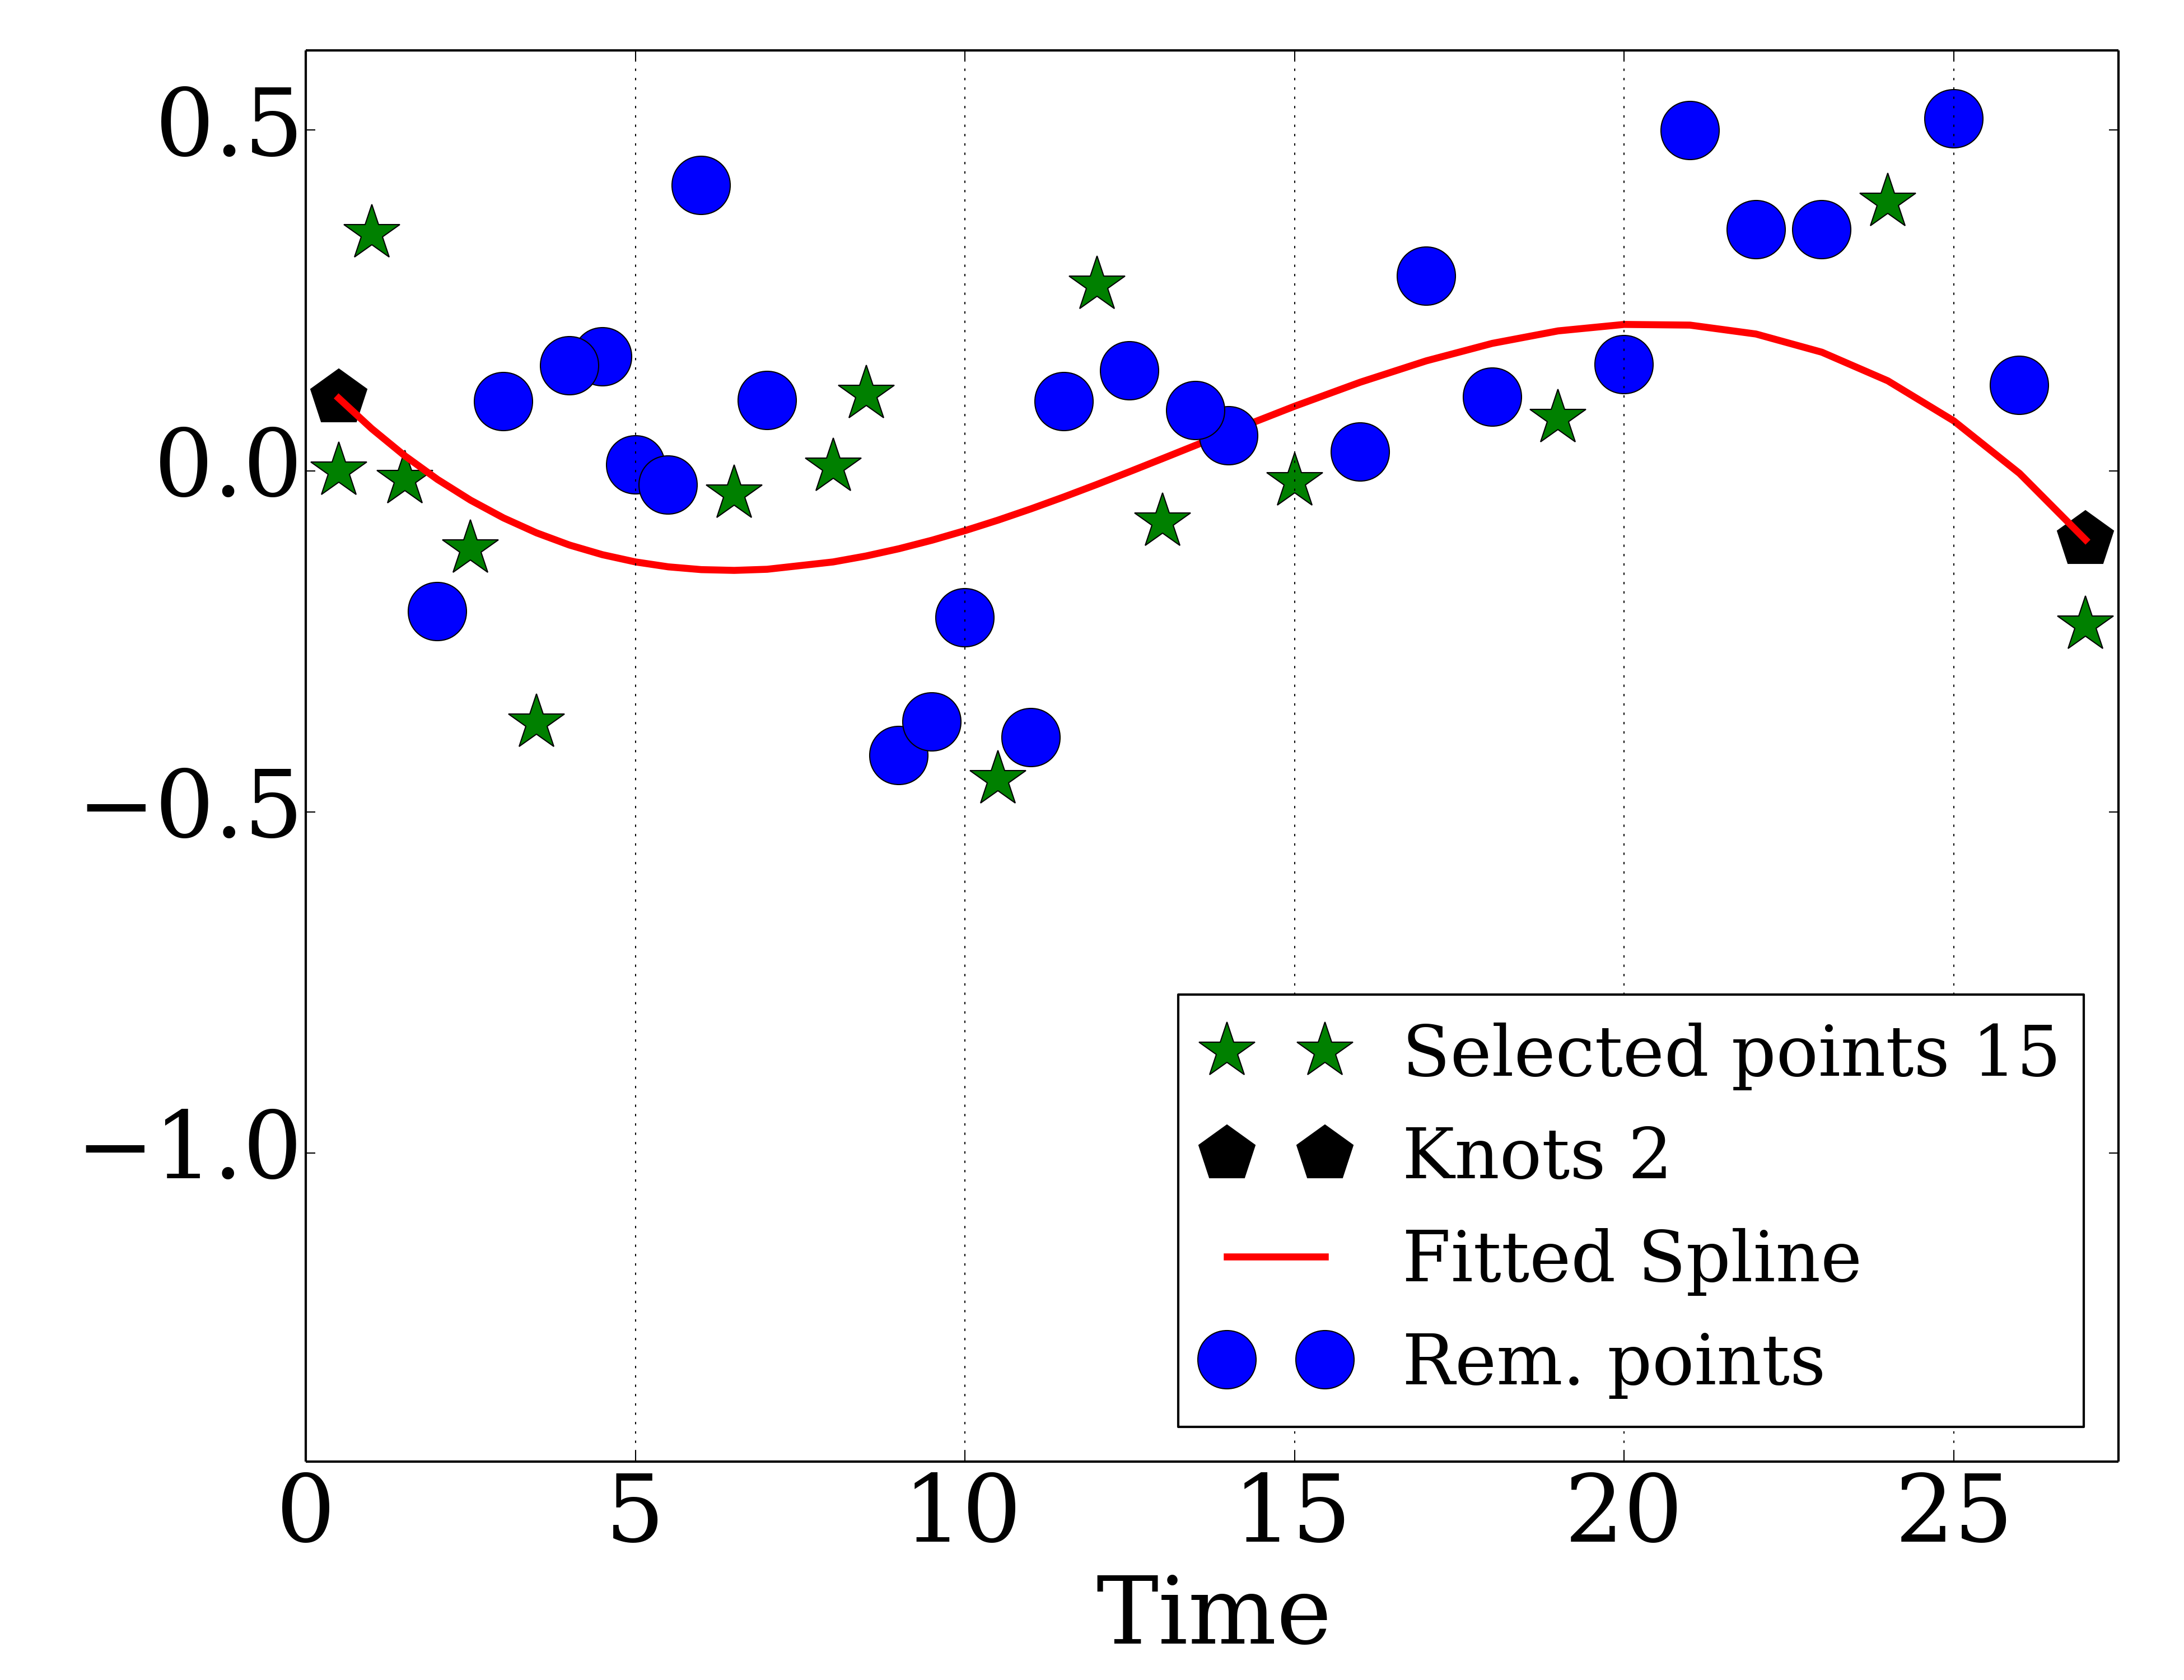 0.5
0.0
−0.5
−1.0
Selected points 15
Knots 2
Fitted Spline
Rem. points
0 5 10 15 20 25
Time